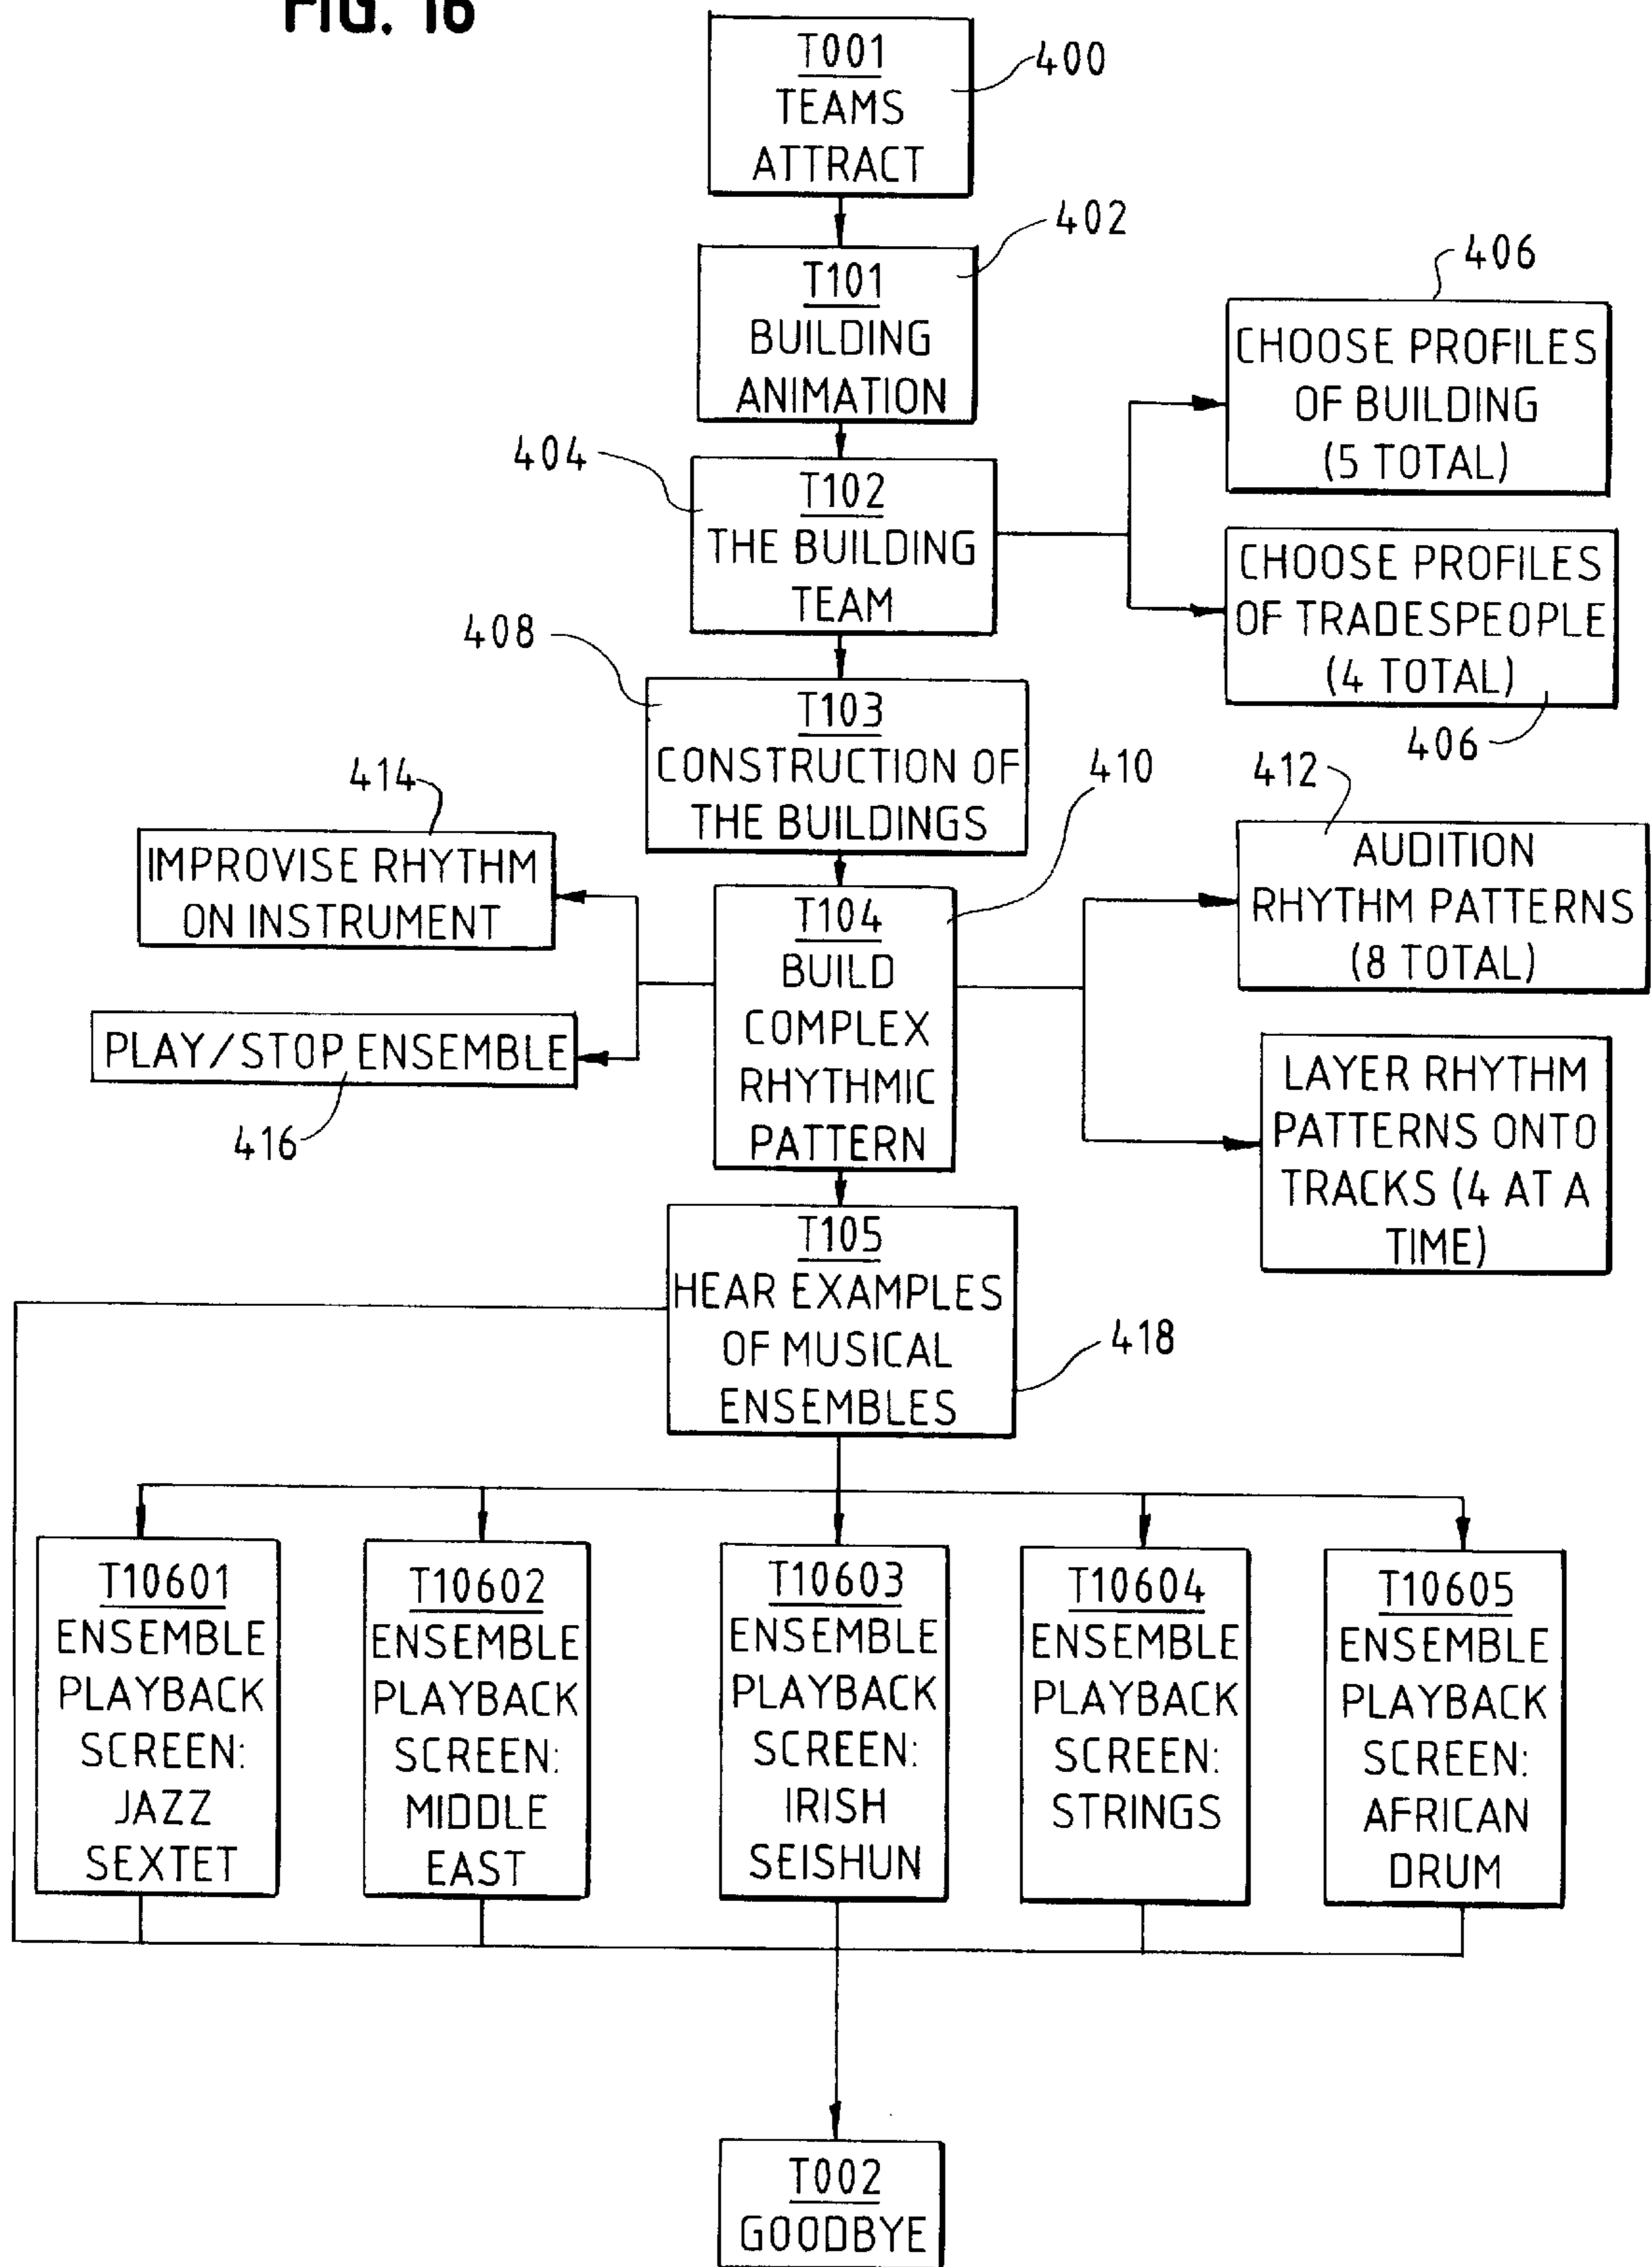 FIG. 16
T001
TEAMS
ATTRACT
400
T101
BUILDING
ANIMATION
402
T102
THE BUILDING
TEAM
404
406
CHOOSE PROFILES
OF BUILDING
(5 TOTAL)
CHOOSE PROFILES
OF TRADESPEOPLE
(4 TOTAL)
406
408
T103
CONSTRUCTION OF
THE BUILDINGS
410
T104
BUILD
COMPLEX
RHYTHMIC
PATTERN
414
IMPROVISE RHYTHM
ON INSTRUMENT
PLAY/STOP ENSEMBLE
416
412
AUDITION
RHYTHM PATTERNS
(8 TOTAL)
LAYER RHYTHM
PATTERNS ONTO
TRACKS (4 AT A
TIME)
T105
HEAR EXAMPLES
OF MUSICAL
ENSEMBLES
418
T10601
ENSEMBLE
PLAYBACK
SCREEN:
JAZZ
SEXTET
T10602
ENSEMBLE
PLAYBACK
SCREEN:
MIDDLE
EAST
T10603
ENSEMBLE
PLAYBACK
SCREEN:
IRISH
SEISHUN
T10604
ENSEMBLE
PLAYBACK
SCREEN:
STRINGS
T10605
ENSEMBLE
PLAYBACK
SCREEN:
AFRICAN
DRUM
T002
GOODBYE